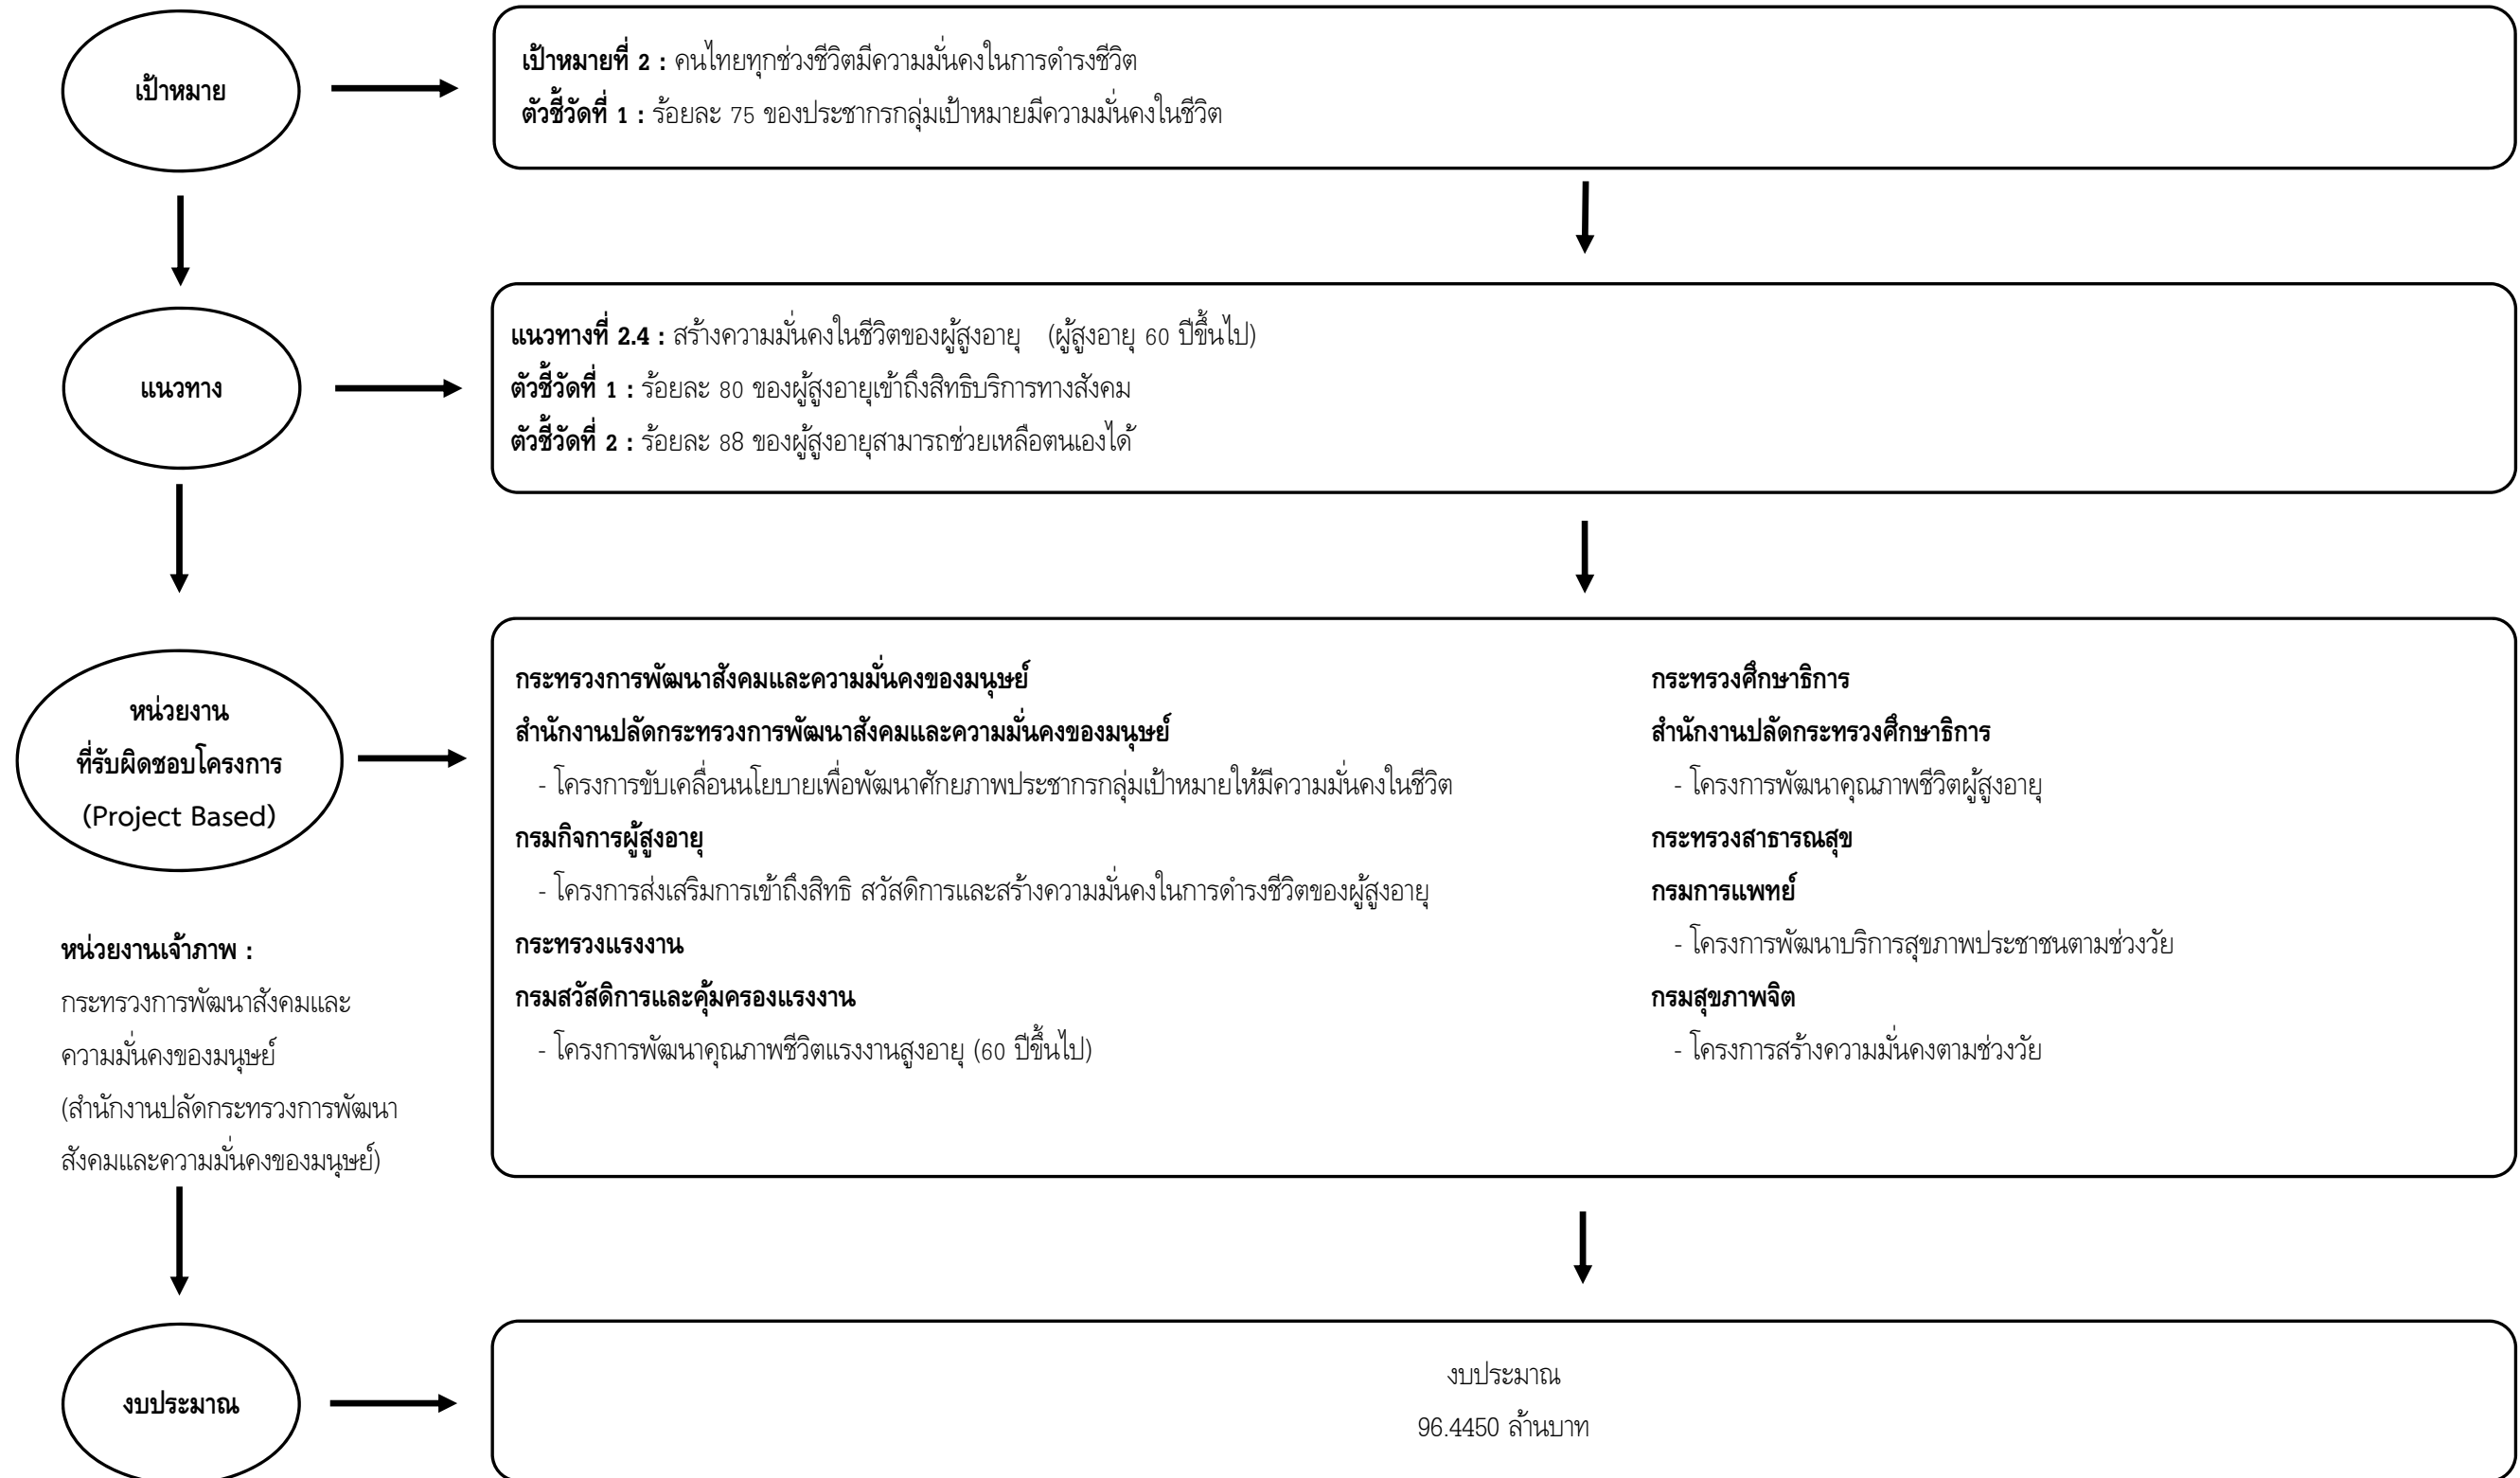 เป้าหมาย
เป้าหมายที่ 2 : คนไทยทุกช่วงชีวิตมีความมั่นคงในการดำรงชีวิต
ตัวชี้วัดที่ 1 : ร้อยละ 75 ของประชากรกลุ่มเป้าหมายมีความมั่นคงในชีวิต
แนวทาง
แนวทางที่ 2.4 : สร้างความมั่นคงในชีวิตของผู้สูงอายุ (ผู้สูงอายุ 60 ปีขึ้นไป)
ตัวชี้วัดที่ 1 : ร้อยละ 80 ของผู้สูงอายุเข้าถึงสิทธิบริการทางสังคม
ตัวชี้วัดที่ 2 : ร้อยละ 88 ของผู้สูงอายุสามารถช่วยเหลือตนเองได้
หน่วยงาน
ที่รับผิดชอบโครงการ
(Project Based)
หน่วยงานเจ้าภาพ :
กระทรวงการพัฒนาสังคมและ
ความมั่นคงของมนุษย์
(สำนักงานปลัดกระทรวงการพัฒนา
สังคมและความมั่นคงของมนุษย์)
กระทรวงการพัฒนาสังคมและความมั่นคงของมนุษย์
สำนักงานปลัดกระทรวงการพัฒนาสังคมและความมั่นคงของมนุษย์
- โครงการขับเคลื่อนนโยบายเพื่อพัฒนาศักยภาพประชากรกลุ่มเป้าหมายให้มีความมั่นคงในชีวิต
กรมกิจการผู้สูงอายุ
- โครงการส่งเสริมการเข้าถึงสิทธิ สวัสดิการและสร้างความมั่นคงในการดำรงชีวิตของผู้สูงอายุ
กระทรวงแรงงาน
กรมสวัสดิการและคุ้มครองแรงงาน
- โครงการพัฒนาคุณภาพชีวิตแรงงานสูงอายุ (60 ปีขึ้นไป)
กระทรวงศึกษาธิการ
สำนักงานปลัดกระทรวงศึกษาธิการ
- โครงการพัฒนาคุณภาพชีวิตผู้สูงอายุ
กระทรวงสาธารณสุข
กรมการแพทย์
- โครงการพัฒนาบริการสุขภาพประชาชนตามช่วงวัย
กรมสุขภาพจิต
- โครงการสร้างความมั่นคงตามช่วงวัย
งบประมาณ
งบประมาณ
96.4450 ล้านบาท